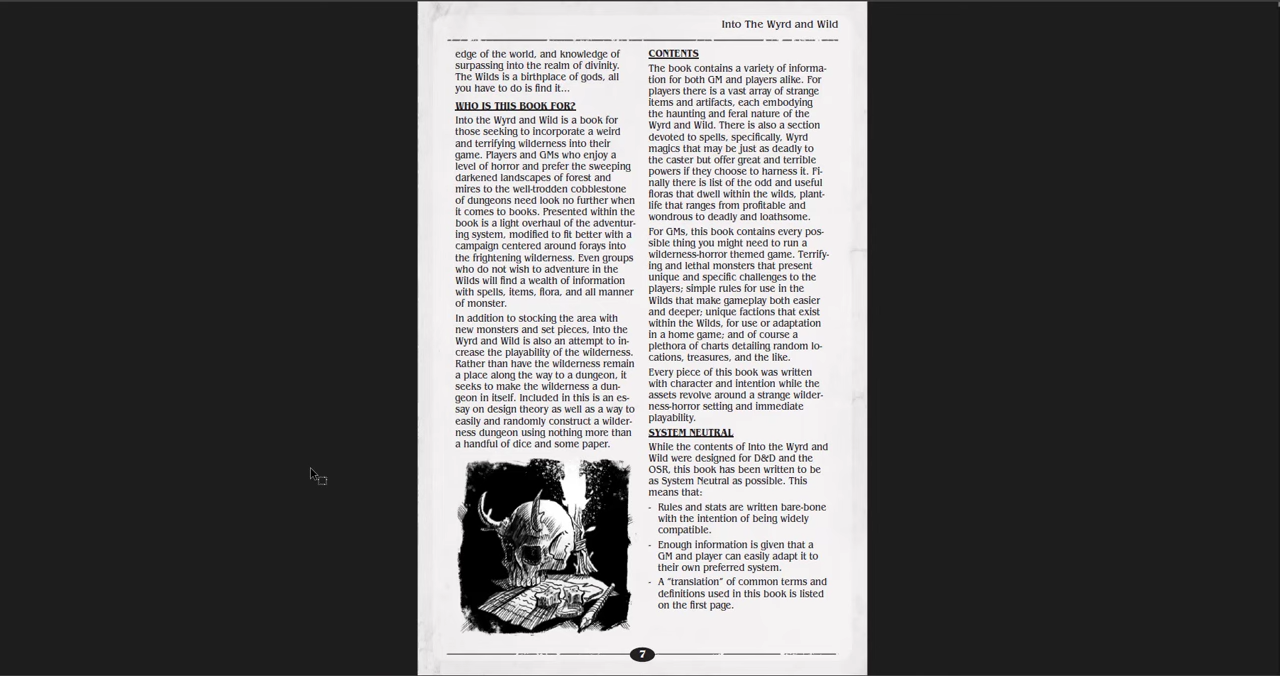 Into The Wyrd and Wild
edge of the world, and knowledge of
surpassing into the realm of divinity.
The Wilds is a birthplace of gods, all
you have to do is find it...
WHO IS THIS BOOK FOR?
Into the Wyrd and Wild is a book for
those seeking to incorporate a weird
and terrifying wilderness into their
game. Players and GMs who enjoy a
level of horror and prefer the sweeping
darkened landscapes of forest and
mires to the well-trodden cobblestone
of dungeons need look no further when
it comes to books. Presented within the
book is a light overhaul of the adventur-
ing system, modified to fit better with a
campaign centered around forays into
the frightening wilderness. Even groups
who do not wish to adventure in the
Wilds will find a wealth of information
with spells, items, flora, and all manner
of monster.
In addition to stocking the area with
new monsters and set pieces, Into the
Wyrd and Wild is also an attempt to in-
crease the playability of the wilderness.
Rather than have the wilderness remain
a place along the way to a dungeon, it
seeks to make the wilderness a dun-
geon in itself. Included in this is an es-
say on design theory as well as a way to
easily and randomly construct a wilder-
ness dungeon using nothing more than
a handful of dice and some paper.
CONTENTS
The book contains a variety of informa-
tion for both GM and players alike. For
players there is a vast array of strange
items and artifacts, each embodying
the haunting and feral nature of the
Wyrd and Wild. There is also a section
devoted to spells, specifically, Wyrd
magics that may be just as deadly to
the caster but offer great and terrible
powers if they choose to harness it. Fi-
nally there is list of the odd and useful
floras that dwell within the wilds, plant-
life that ranges from profitable and
wondrous to deadly and loathsome.
For GMs, this book contains every pos-
sible thing you might need to run a
wilderness-horror themed game. Terrify-
ing and lethal monsters that present
unique and specific challenges to the
players; simple rules for use in the
Wilds that make gameplay both easier
and deeper; unique factions that exist
within the Wilds, for use or adaptation
in a home game; and of course a
plethora of charts detailing random lo-
cations, treasures, and the like.
Every piece of this book was written
with character and intention while the
assets revolve around a strange wilder-
ness-horror setting and immediate
playability.
SYSTEM NEUTRAL
While the contents of Into the Wyrd and
Wild were designed for D&D and the
OSR, this book has been written to be
as System Neutral as possible. This
means that:
- Rules and stats are written bare-bone
with the intention of being widely
compatible.
- Enough information is given that a
GM and player can easily adapt it to
their own preferred system.
- A "translation" of common terms and
definitions used in this book is listed
on the first page.
7